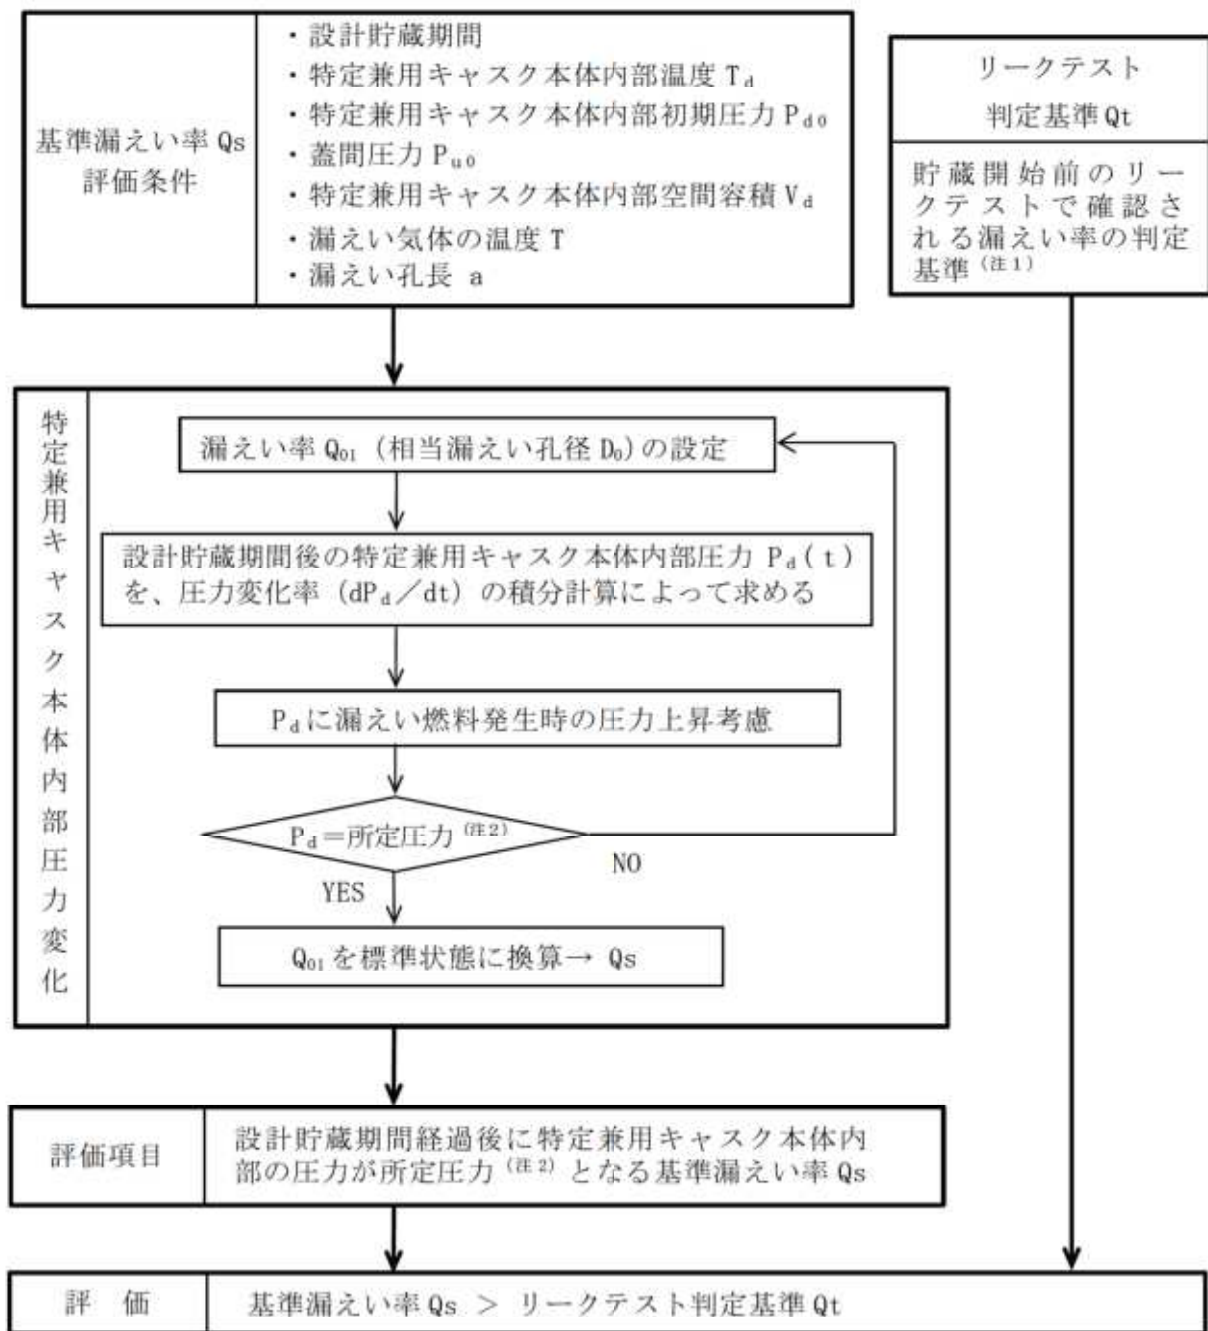 基準漏えい率 Qs
評価条件
・設計貯蔵期間
・特定兼用キャスク本体内部温度 Td
・特定兼用キャスク本体内部初期圧力 Pd0
・蓋間圧力 Pu0
・特定兼用キャスク本体内部空間容積 Vd
・漏えい気体の温度 T
・漏えい孔長 a
リークテスト
判定基準 Qt
貯蔵開始前のリー
クテストで確認さ
れる漏えい率の判定
基準(注1)
特定兼用キャスク本体内部圧力変化
漏えい率 Q01 (相当漏えい孔径 D0)の設定
設計貯蔵期間後の特定兼用キャスク本体内部圧力 Pd(t)
を、圧力変化率（dPd／dt）の積分計算によって求める
Pdに漏えい燃料発生時の圧力上昇考慮
Pd＝所定圧力(注2)
NO
YES
Q01を標準状態に換算→ Qs
評価項目
設計貯蔵期間経過後に特定兼用キャスク本体内
部の圧力が所定圧力(注2)となる基準漏えい率 Qs
評　価
基準漏えい率 Qs ＞ リークテスト判定基準 Qt